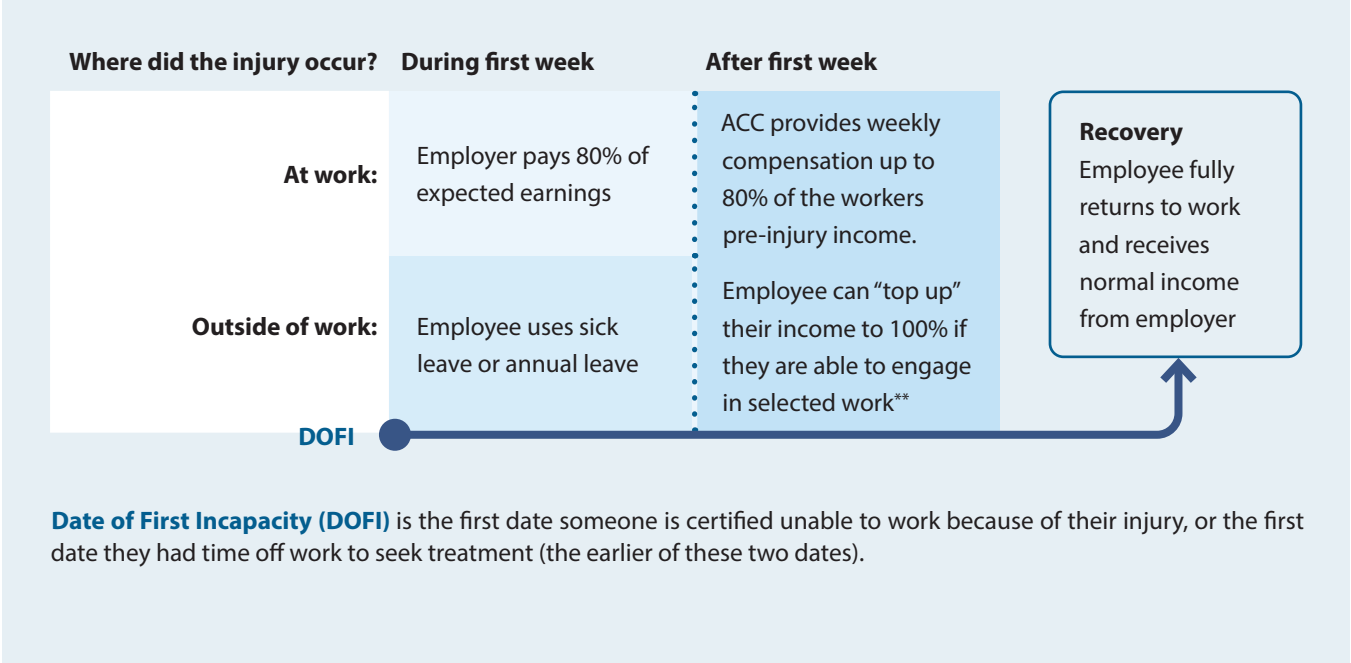 Where did the injury occur? During first week After first week
At work:
Employer pays 80% of
expected earnings
ACC provides weekly
compensation up to
80% of the workers
pre-injury income.
Outside of work:
Employee uses sick
leave or annual leave
Employee can “top up”
their income to 100% if
they are able to engage
in selected work**
Recovery
Employee fully
returns to work
and receives
normal income
from employer
DOFI
Date of First Incapacity (DOFI) is the first date someone is certified unable to work because of their injury, or the first
date they had time off work to seek treatment (the earlier of these two dates).